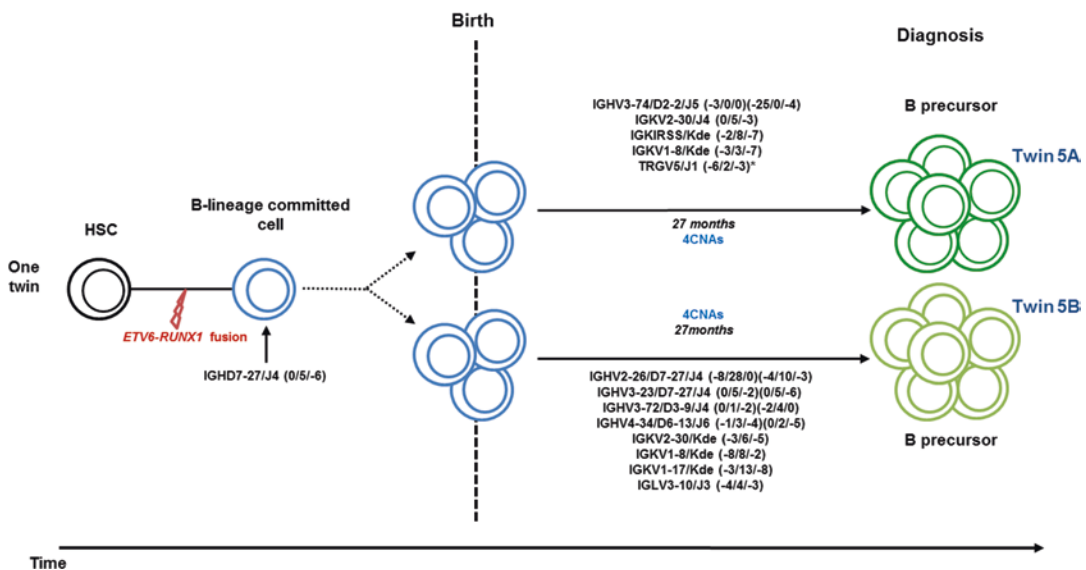 Birth
Diagnosis
IGHV3-74/D2-2/J5 (-3/0/0)(-25/0/-4)
IGKV2-30/J4 (0/5/-3)
IGKIRSS/Kde (-2/8/-7)
IGKV1-8/Kde (-3/3/-7)
TRGV5/J1 (-6/2/-3)*
B precursor
Twin 5A
B-lineage committed
cell
HSC
27 months
4CNAs
One
twin
ETV6-RUNX1 fusion
IGHD7-27/J4 (0/5/-6)
4CNAs
27months
Twin 5B
IGHV2-26/D7-27/J4 (-8/28/0)(-4/10/-3)
IGHV3-23/D7-27/J4 (0/5/-2)(0/5/-6)
IGHV3-72/D3-9/J4 (0/1/-2)(-2/4/0)
IGHV4-34/D6-13/J6 (-1/3/-4)(0/2/-5)
IGKV2-30/Kde (-3/6/-5)
IGKV1-8/Kde (-8/8/-2)
IGKV1-17/Kde (-3/13/-8)
IGLV3-10/J3 (-4/4/-3)
B precursor
Time